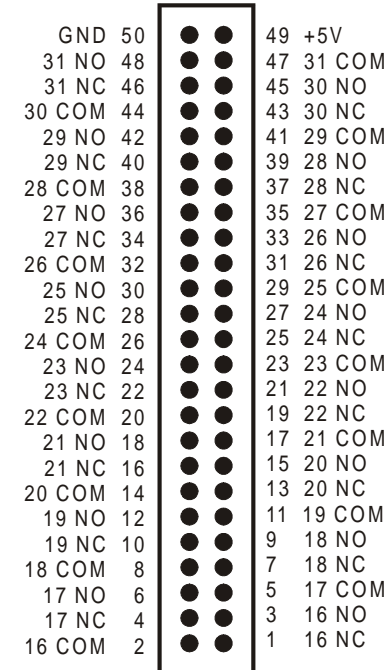 GND 50 49 +5V
31 NO 48 47 31 COM
31 NC 46 45 30 NO
30 COM 44 43 30 NC
29 NO 42 41 29 COM
29 NC 40 39 28 NO
28 COM 38 37 28 NC
27 NO 36 35 27 COM
27 NC 34 33 26 NO
26 COM 32 31 26 NC
25 NO 30 29 25 COM
25 NC 28 27 24 NO
24 COM 26 25 24 NC
23 NO 24 23 23 COM
23 NC 22 21 22 NO
22 COM 20 19 22 NC
21 NO 18 17 21 COM
21 NC 16 15 20 NO
20 COM 14 13 20 NC
19 NO 12 11 19 COM
19 NC 10 9 18 NO
18 COM 8 7 18 NC
17 NO 6 5 17 COM
17 NC 4 3 16 NO
16 COM 2 1 16 NC